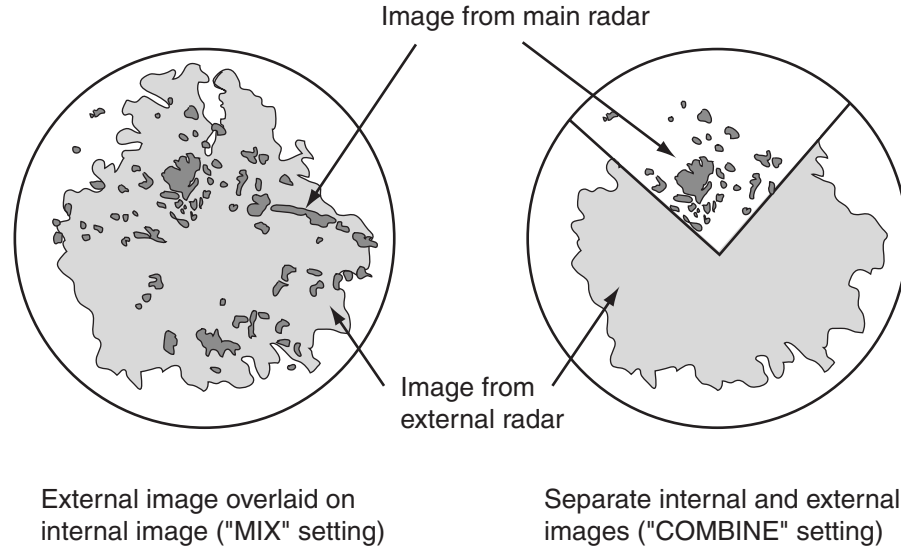 Image from main radar
Image from
external radar
External image overlaid on
internal image ("MIX" setting)
Separate internal and external
images ("COMBINE" setting)